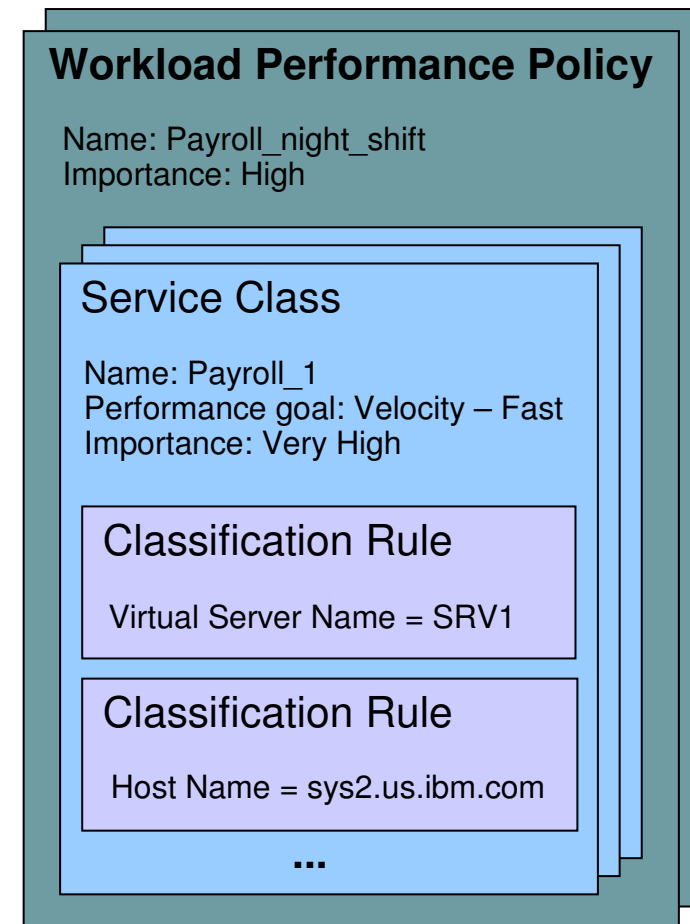 Workload Performance Policy
Name: Payroll_night_shift
Importance: High
Service Class
Name: Payroll_1
Performance goal: Velocity – Fast
Importance: Very High
Classification Rule
Virtual Server Name = SRV1
Classification Rule
Host Name = sys2.us.ibm.com
...